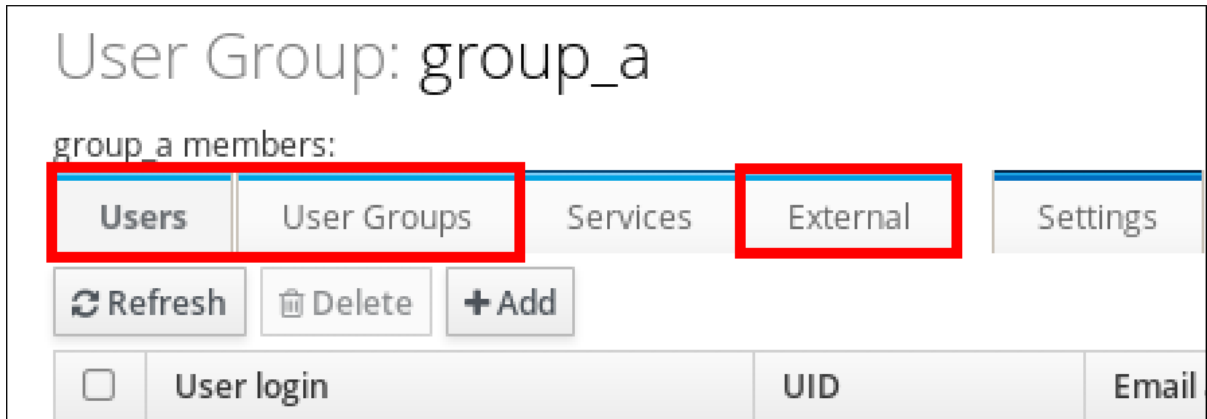 User Group: group_a
group_a members:
Users User Groups Services External Settings
Refresh Delete +Add
User login UID Email